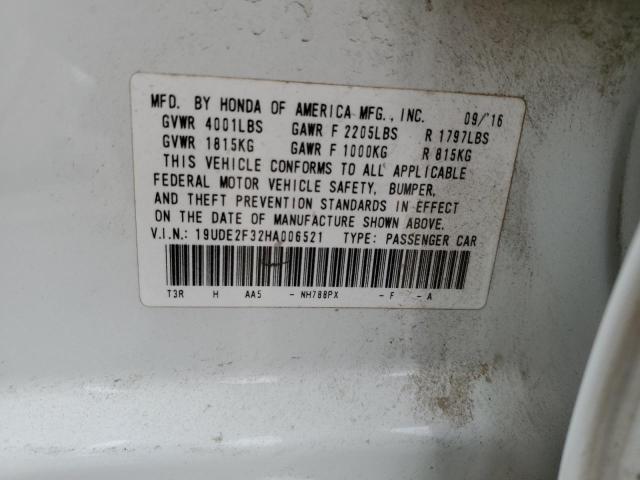 MFD. BY HONDA OF AMERICA MFG., INC. 09/'16
GVWR 4001LBS GAWR F 2205LBS R 1797LBS
GVWR 1815KG GAWR F 1000KG R 815KG
THIS VEHICLE CONFORMS TO ALL APPLICABLE
FEDERAL MOTOR VEHICLE SAFETY, BUMPER,
AND THEFT PREVENTION STANDARDS IN EFFECT
ON THE DATE OF MANUFACTURE SHOWN ABOVE.
V.I.N.: 19UDE2F32HA006521 TYPE: PASSENGER CAR
T3R H AA5 - NH788PX - F - A